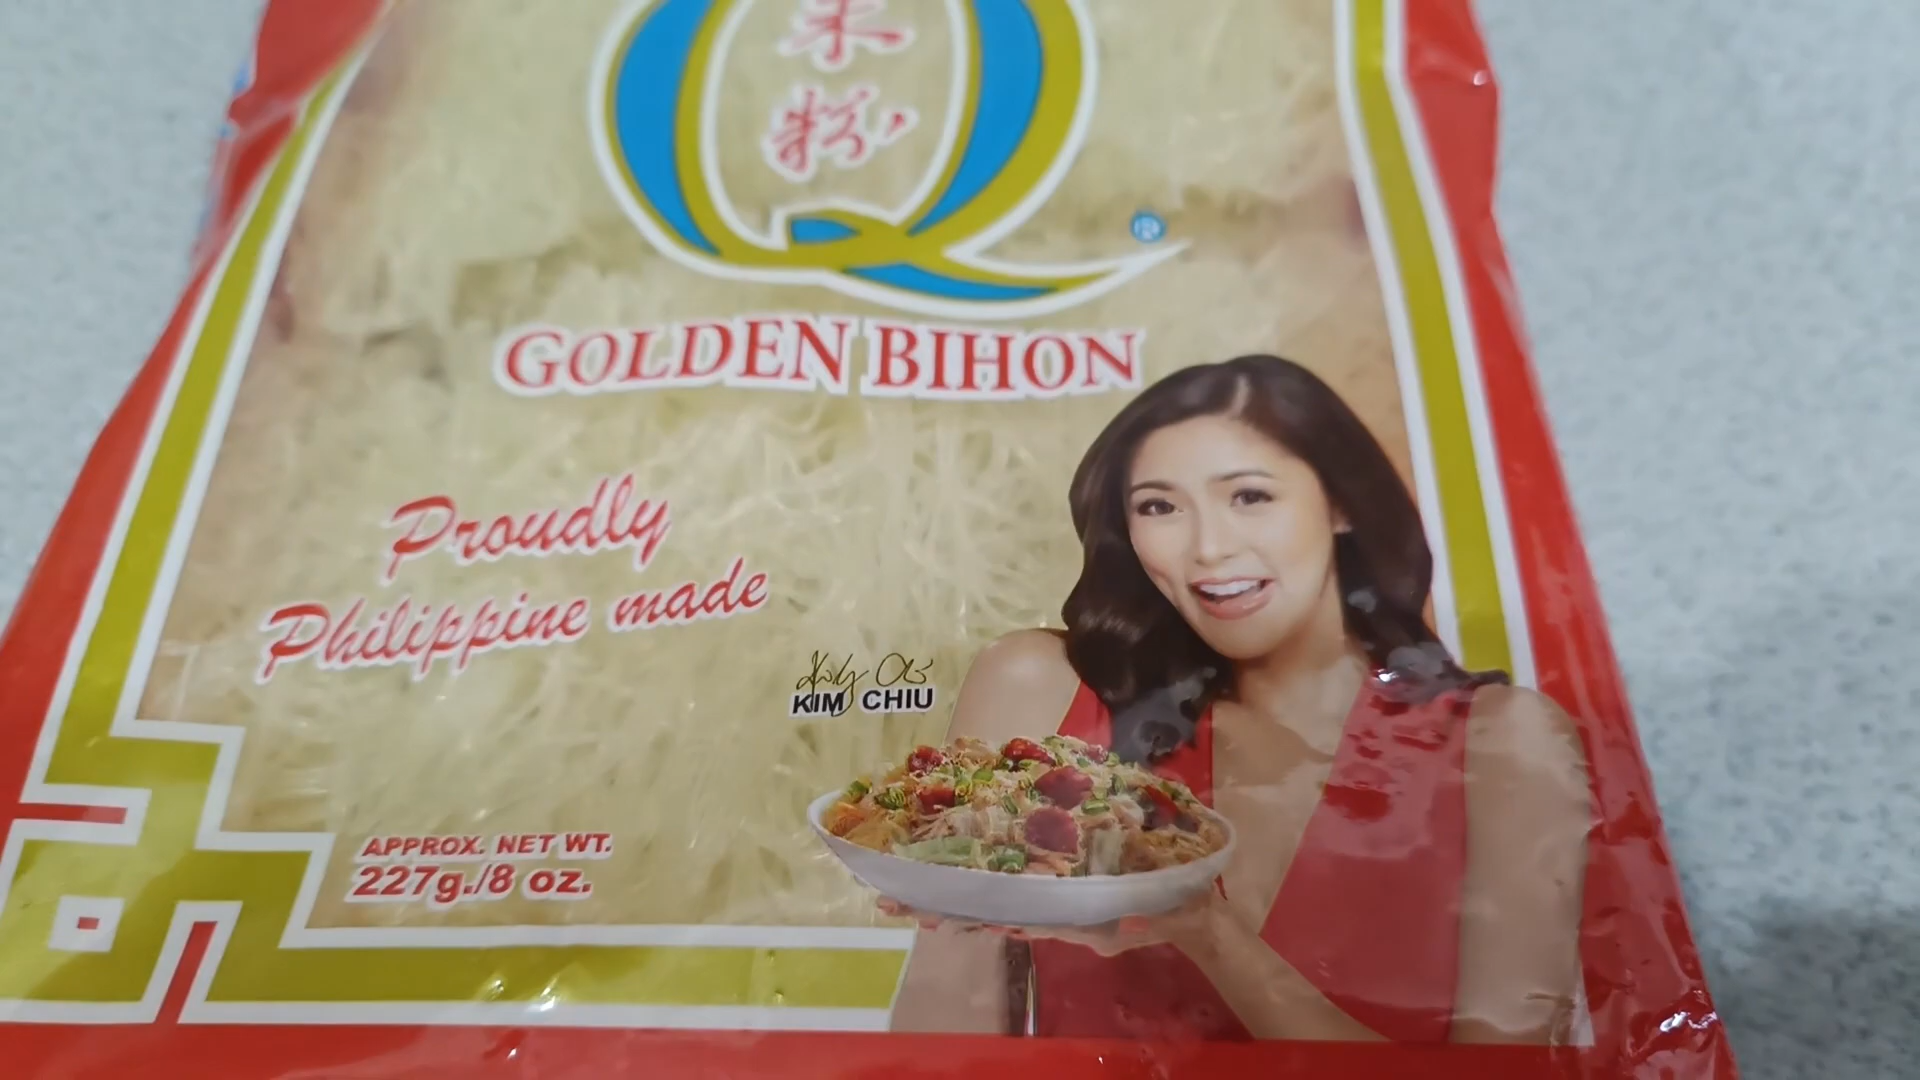 Q
米
粉
®
GOLDEN BIHON
Proudly
Philippine made
KIM CHIU
APPROX. NET WT.
227g./8 oz.